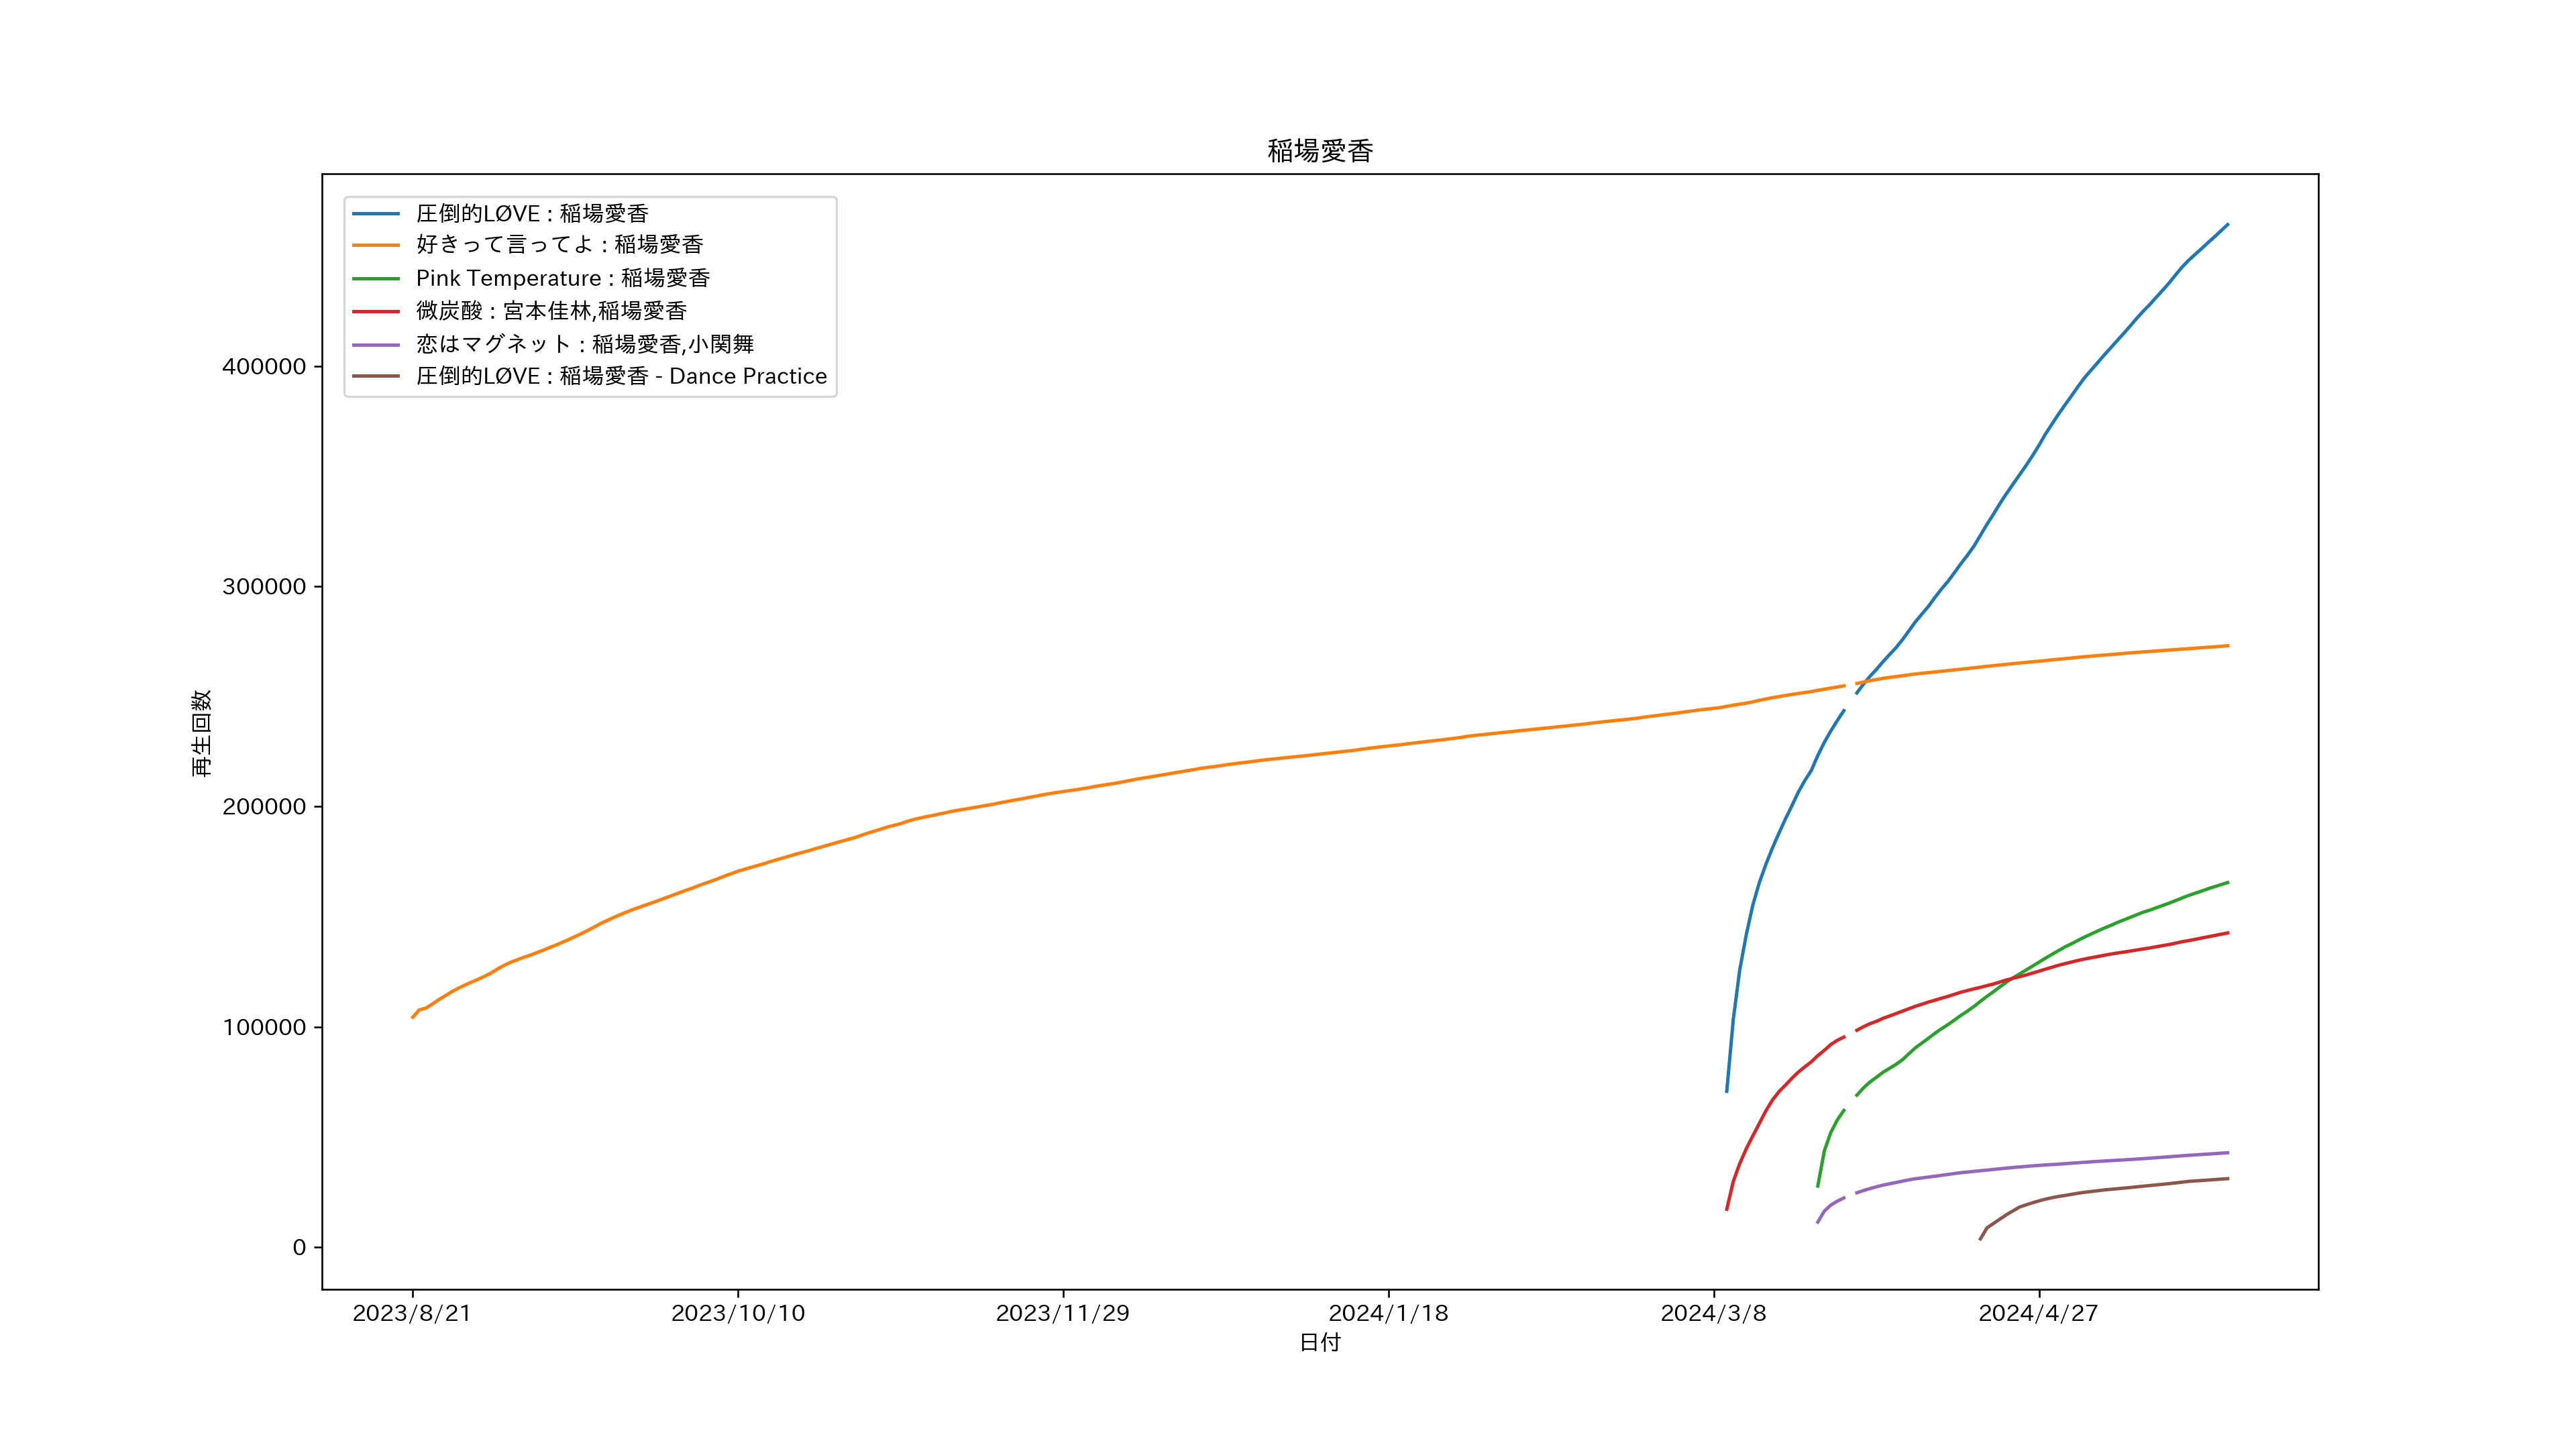 稲場愛香
圧倒的LØVE : 稲場愛香
好きって言ってよ : 稲場愛香
Pink Temperature : 稲場愛香
微炭酸 : 宮本佳林,稲場愛香
恋はマグネット : 稲場愛香,小関舞
圧倒的LØVE : 稲場愛香 - Dance Practice
400000
300000
200000
100000
0
再生回数
2023/8/21
2023/10/10
2023/11/29
2024/1/18
2024/3/8
2024/4/27
日付